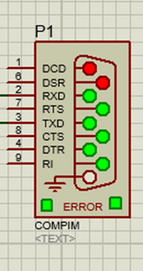 P1
1 DCD
6 DSR
2 RXD
7 RTS
3 TXD
8 CTS
4 DTR
9 RI
ERROR
COMPIM
<TEXT>